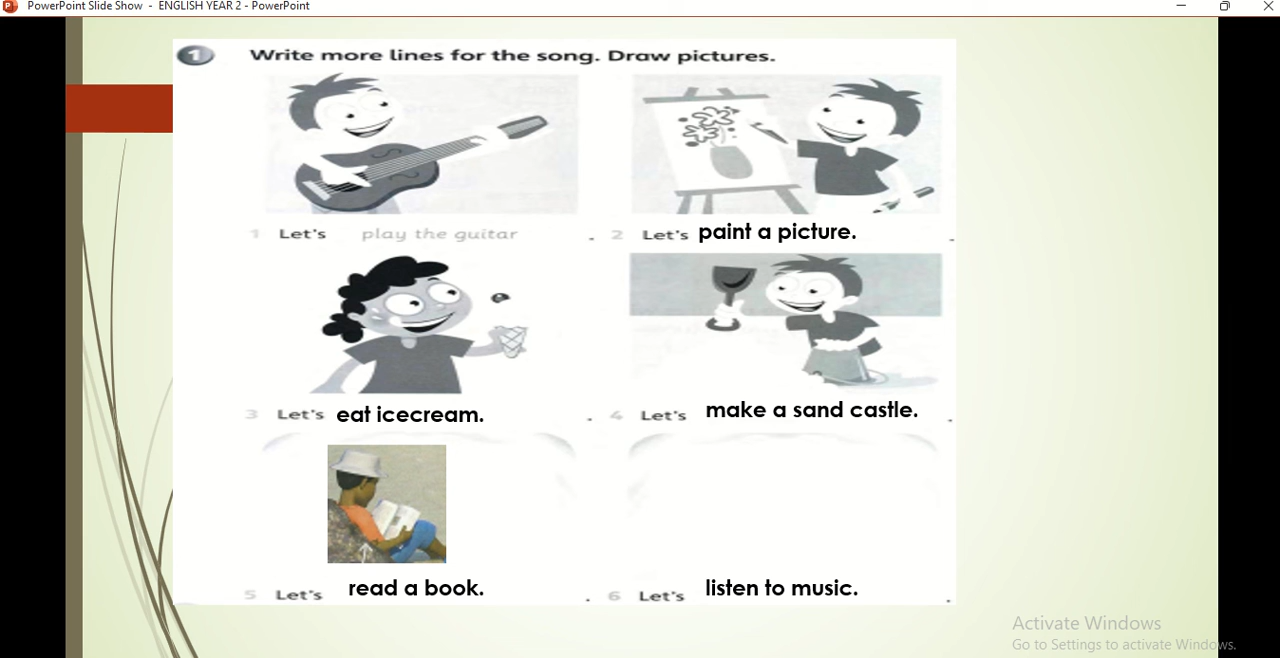 PowerPoint Slide Show - ENGLISH YEAR 2 - PowerPoint
1 Write more lines for the song. Draw pictures.
1 Let's play the guitar . 2 Let's paint a picture. .
3 Let's eat icecream. . 4 Let's make a sand castle. .
5 Let's read a book. . 6 Let's listen to music. .
Activate Windows
Go to Settings to activate Windows.